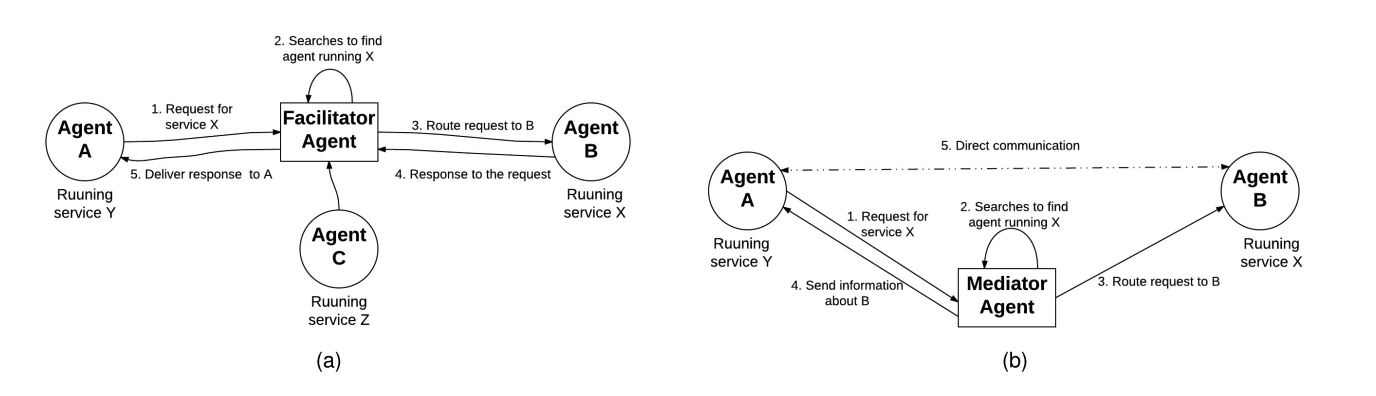 2. Searches to find
agent running X
Agent
A
1. Request for
service X
Facilitator
Agent
3. Route request to B
Agent
B
5. Deliver response  to A
4. Response to the request
Ruuning
service Y
Ruuning
service X
Agent
C
Ruuning
service Z
(a)
5. Direct communication
Agent
A
Agent
B
1. Request for
service X
2. Searches to find
agent running X
Ruuning
service Y
Ruuning
service X
4. Send information
about B
Mediator
Agent
3. Route request to B
(b)